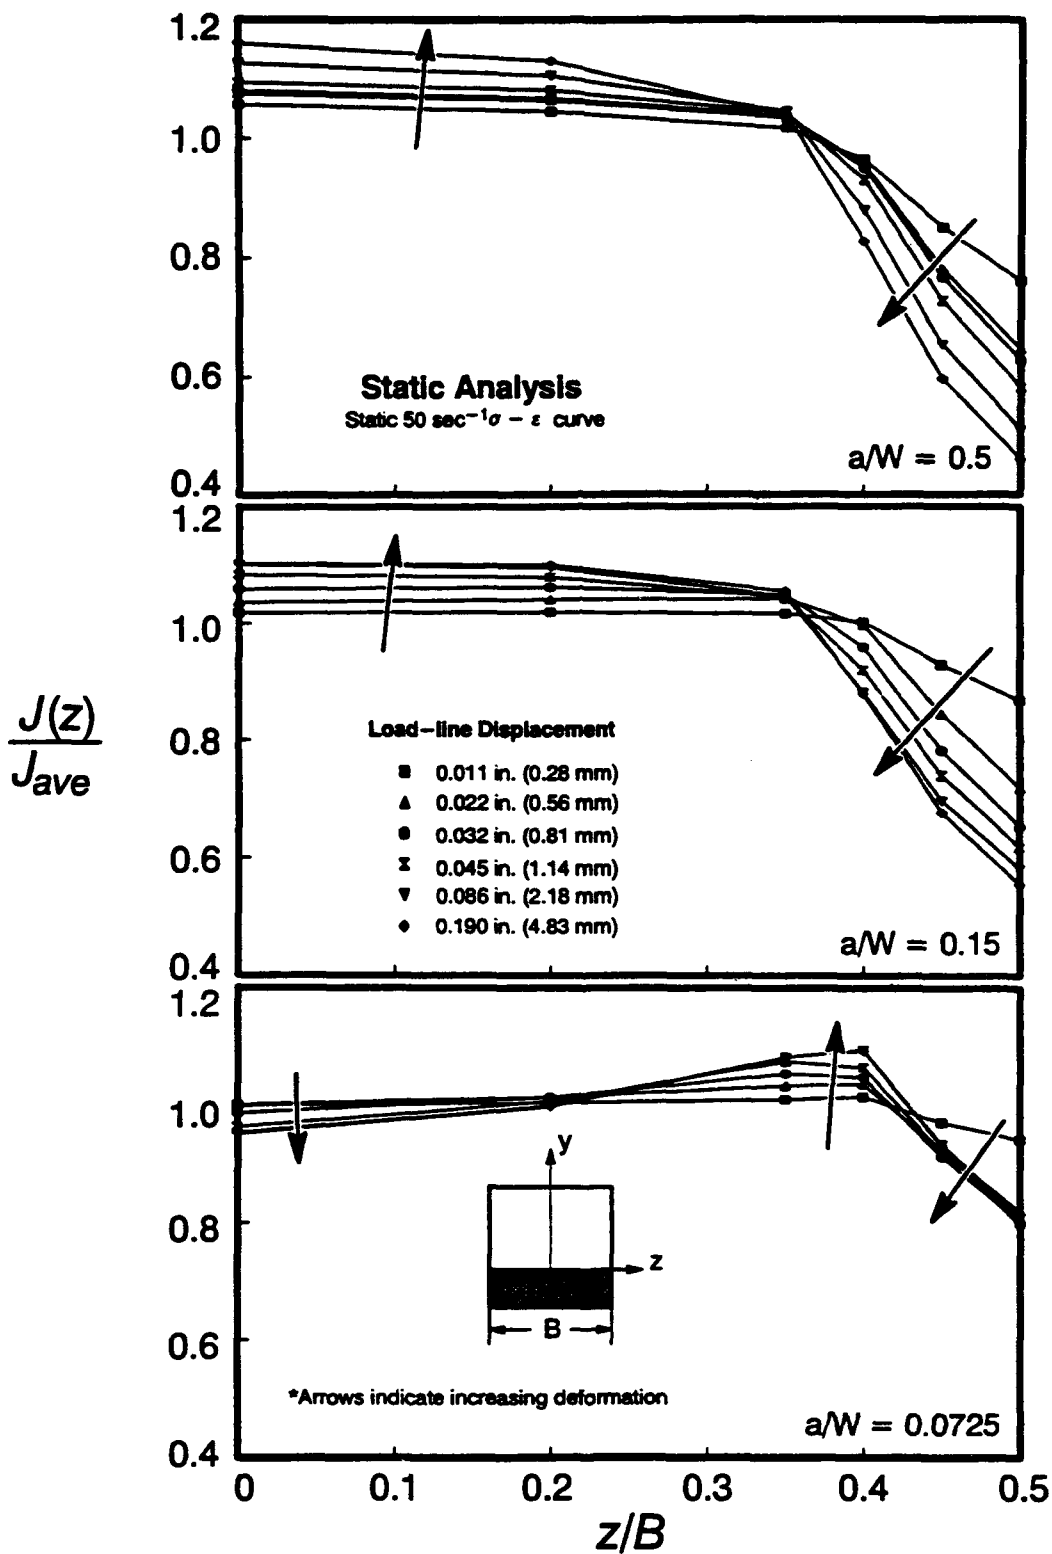 1.2
1.0
0.8
0.6
0.4
Static Analysis
Static 50 sec⁻¹ σ – ε curve
a/W = 0.5
1.2
1.0
0.8
0.6
0.4
J(z)
J_ave
Load–line Displacement
0.011 in. (0.28 mm)
0.022 in. (0.56 mm)
0.032 in. (0.81 mm)
0.045 in. (1.14 mm)
0.086 in. (2.18 mm)
0.190 in. (4.83 mm)
a/W = 0.15
1.2
1.0
0.8
0.6
0.4
y
z
B
*Arrows indicate increasing deformation
a/W = 0.0725
0 0.1 0.2 0.3 0.4 0.5
z/B